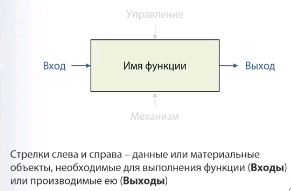 Управление
Вход
Имя функции
Выход
Механизм
Стрелки слева и справа – данные или материальные
объекты, необходимые для выполнения функции (Входы)
или производимые ею (Выходы)